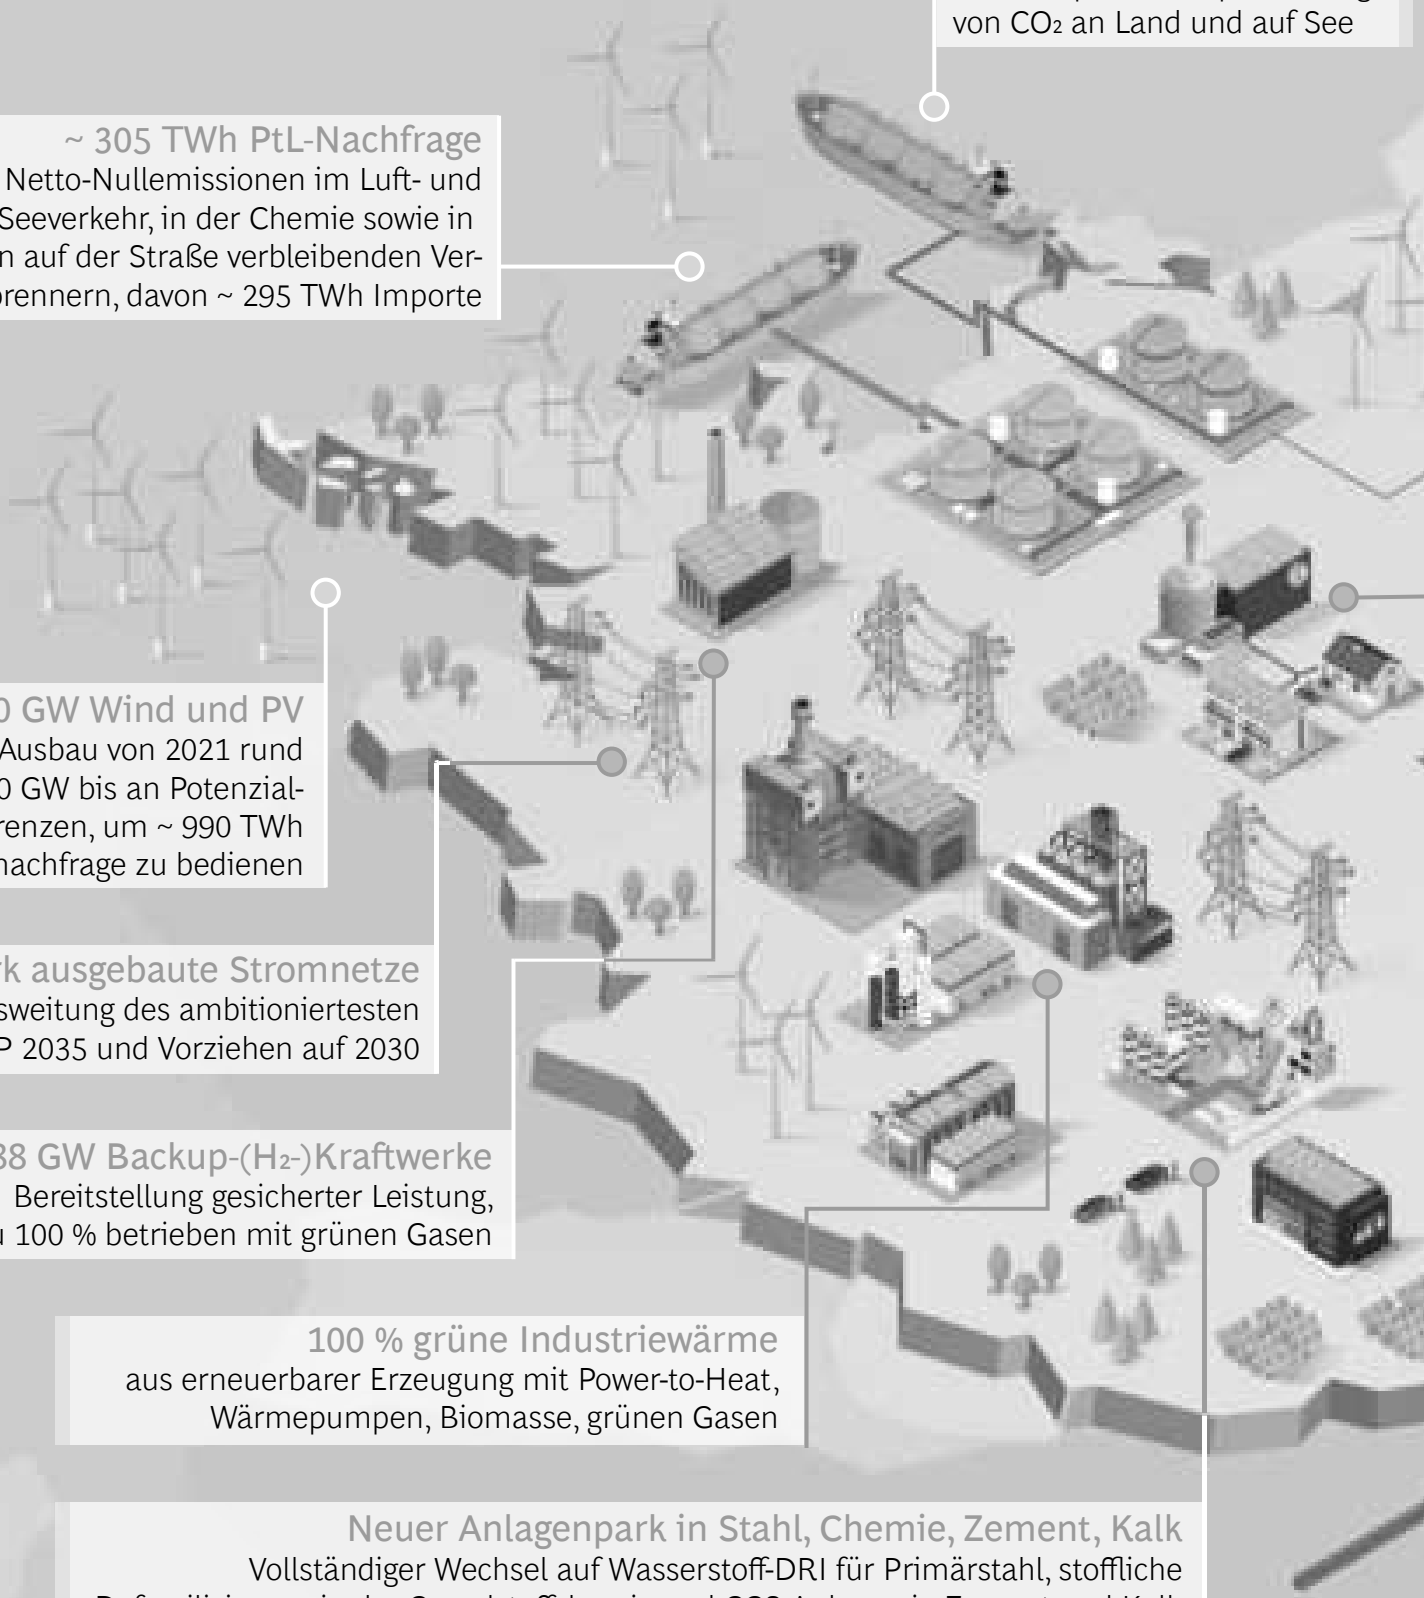 von CO₂ an Land und auf See
~ 305 TWh PtL-Nachfrage
Netto-Nullemissionen im Luft- und
Seeverkehr, in der Chemie sowie in
n auf der Straße verbleibenden Ver-
brennern, davon ~ 295 TWh Importe
0 GW Wind und PV
Ausbau von 2021 rund
0 GW bis an Potenzial-
renzen, um ~ 990 TWh
nachfrage zu bedienen
rk ausgebaute Stromnetze
sweitung des ambitioniertesten
P 2035 und Vorziehen auf 2030
88 GW Backup-(H₂-)Kraftwerke
Bereitstellung gesicherter Leistung,
u 100 % betrieben mit grünen Gasen
100 % grüne Industriewärme
aus erneuerbarer Erzeugung mit Power-to-Heat,
Wärmepumpen, Biomasse, grünen Gasen
Neuer Anlagenpark in Stahl, Chemie, Zement, Kalk
Vollständiger Wechsel auf Wasserstoff-DRI für Primärstahl, stoffliche